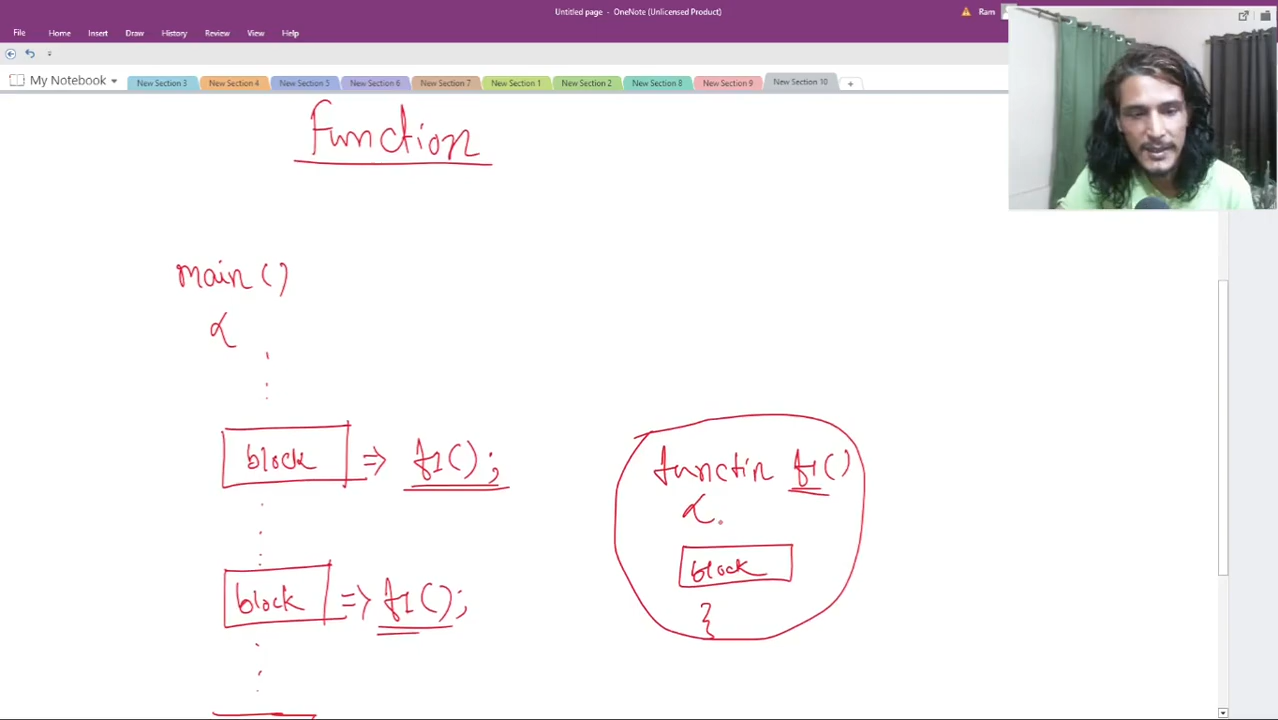 Untitled page - OneNote (Unlicensed Product)
Ram
File Home Insert Draw History Review View Help
My Notebook
New Section 3 New Section 4 New Section 5 New Section 6 New Section 7 New Section 1 New Section 2 New Section 8 New Section 9 New Section 10 +
Function
main ()
{
block => f1();
functin f1()
{
block
}
block => f1();